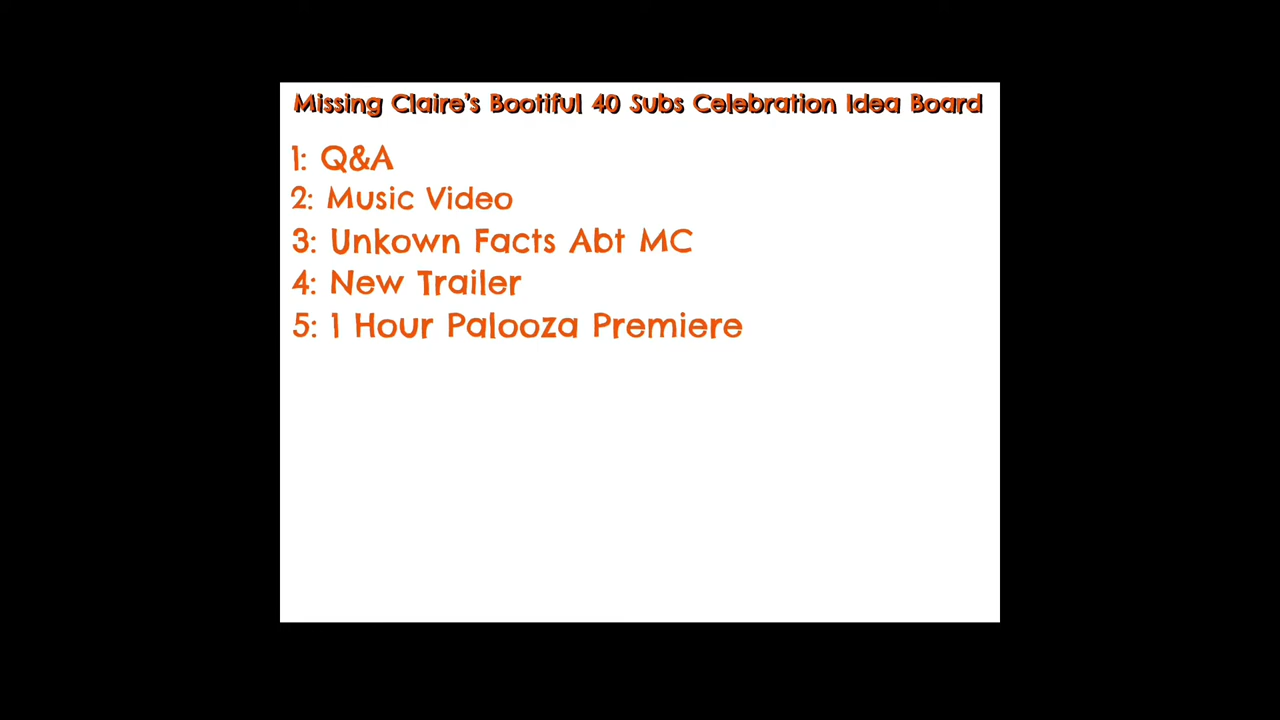 Missing Claire's Bootiful 40 Subs Celebration Idea Board
1: Q&A
2: Music Video
3: Unkown Facts Abt MC
4: New Trailer
5: 1 Hour Palooza Premiere